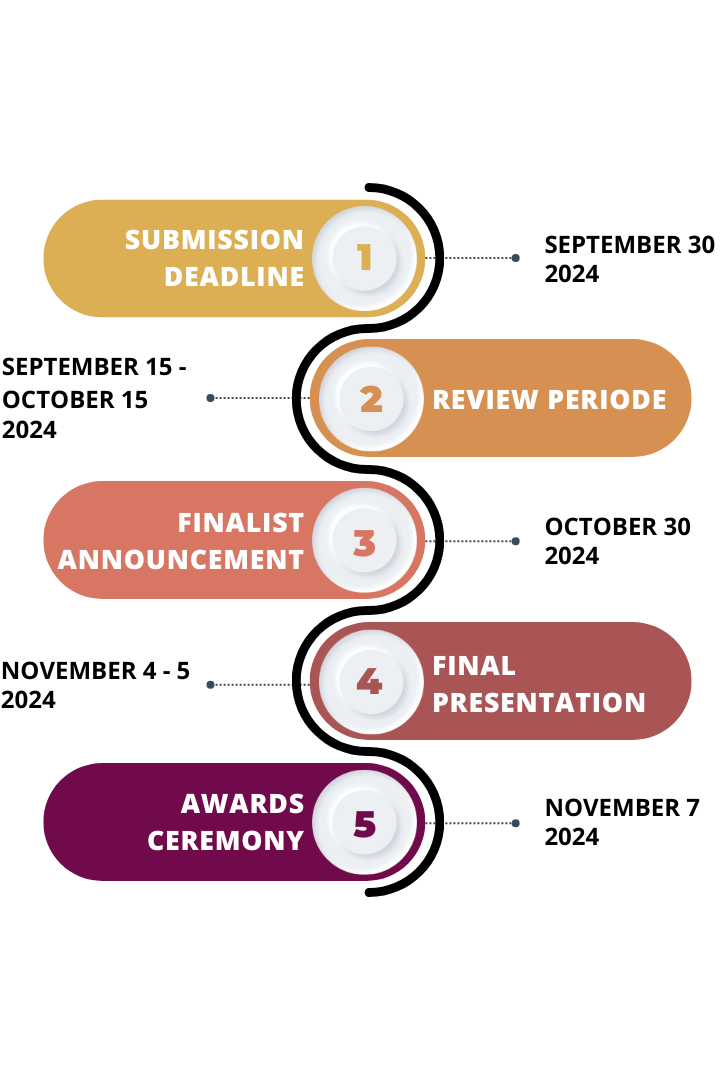 SUBMISSION
DEADLINE
1
SEPTEMBER 30
2024
SEPTEMBER 15 -
OCTOBER 15
2024
2
REVIEW PERIODE
FINALIST
ANNOUNCEMENT
3
OCTOBER 30
2024
NOVEMBER 4 - 5
2024
4
FINAL
PRESENTATION
AWARDS
CEREMONY
5
NOVEMBER 7
2024